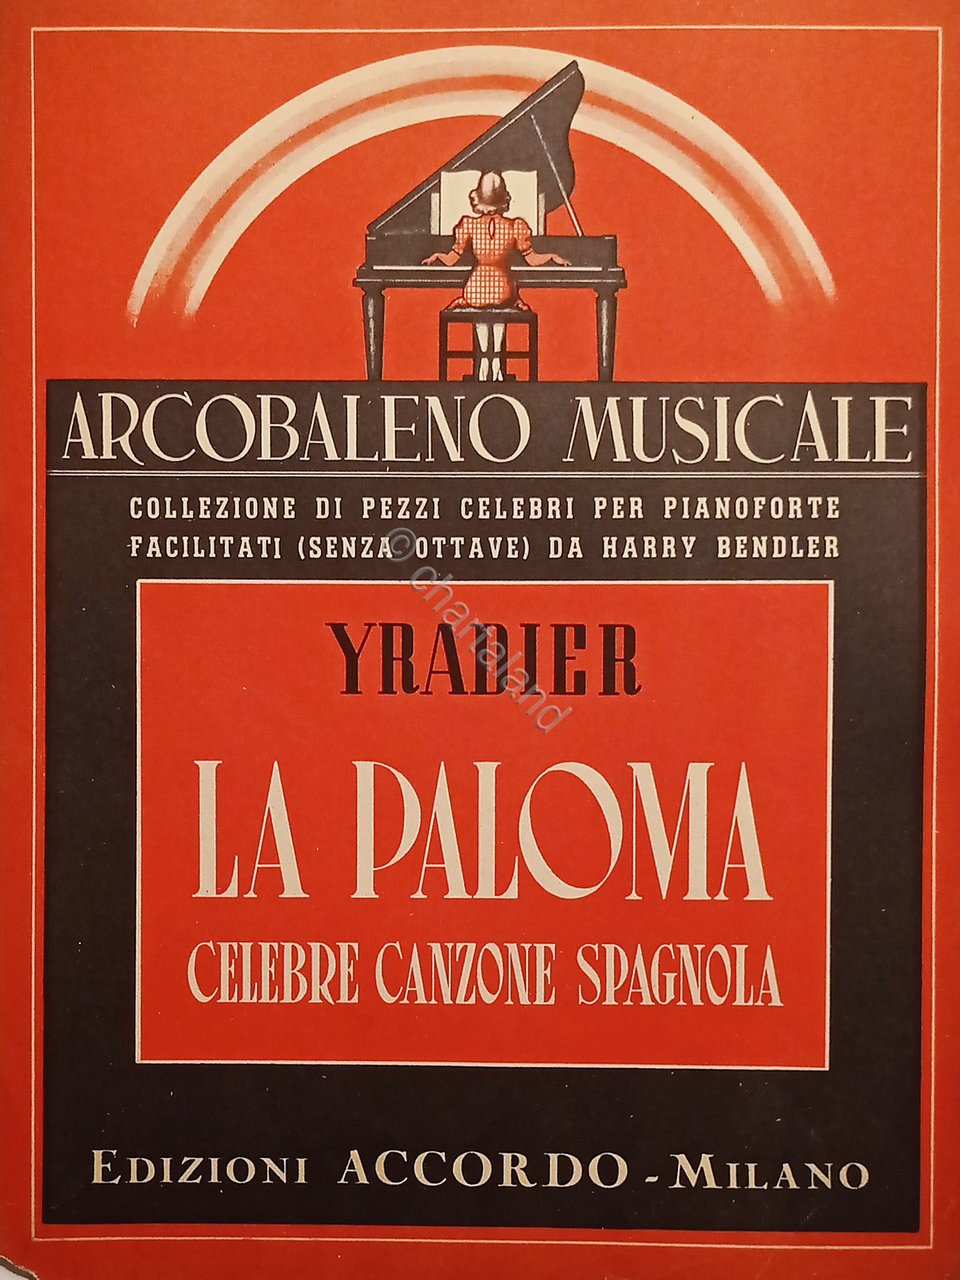 ARCOBALENO MUSICALE
COLLEZIONE DI PEZZI CELEBRI PER PIANOFORTE
FACILITATI (SENZA OTTAVE) DA HARRY BENDLER
YRADIER
© chartaland
LA PALOMA
CELEBRE CANZONE SPAGNOLA
EDIZIONI ACCORDO - MILANO